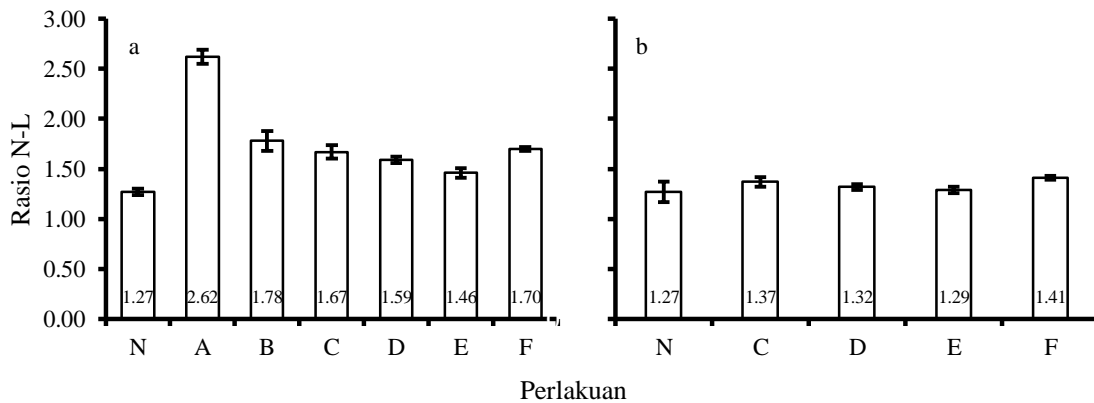 3.00
2.50
2.00
1.50
1.00
0.50
0.00
Rasio N-L
a
1.27 2.62 1.78 1.67 1.59 1.46 1.70
N A B C D E F
b
1.27 1.37 1.32 1.29 1.41
N C D E F
Perlakuan